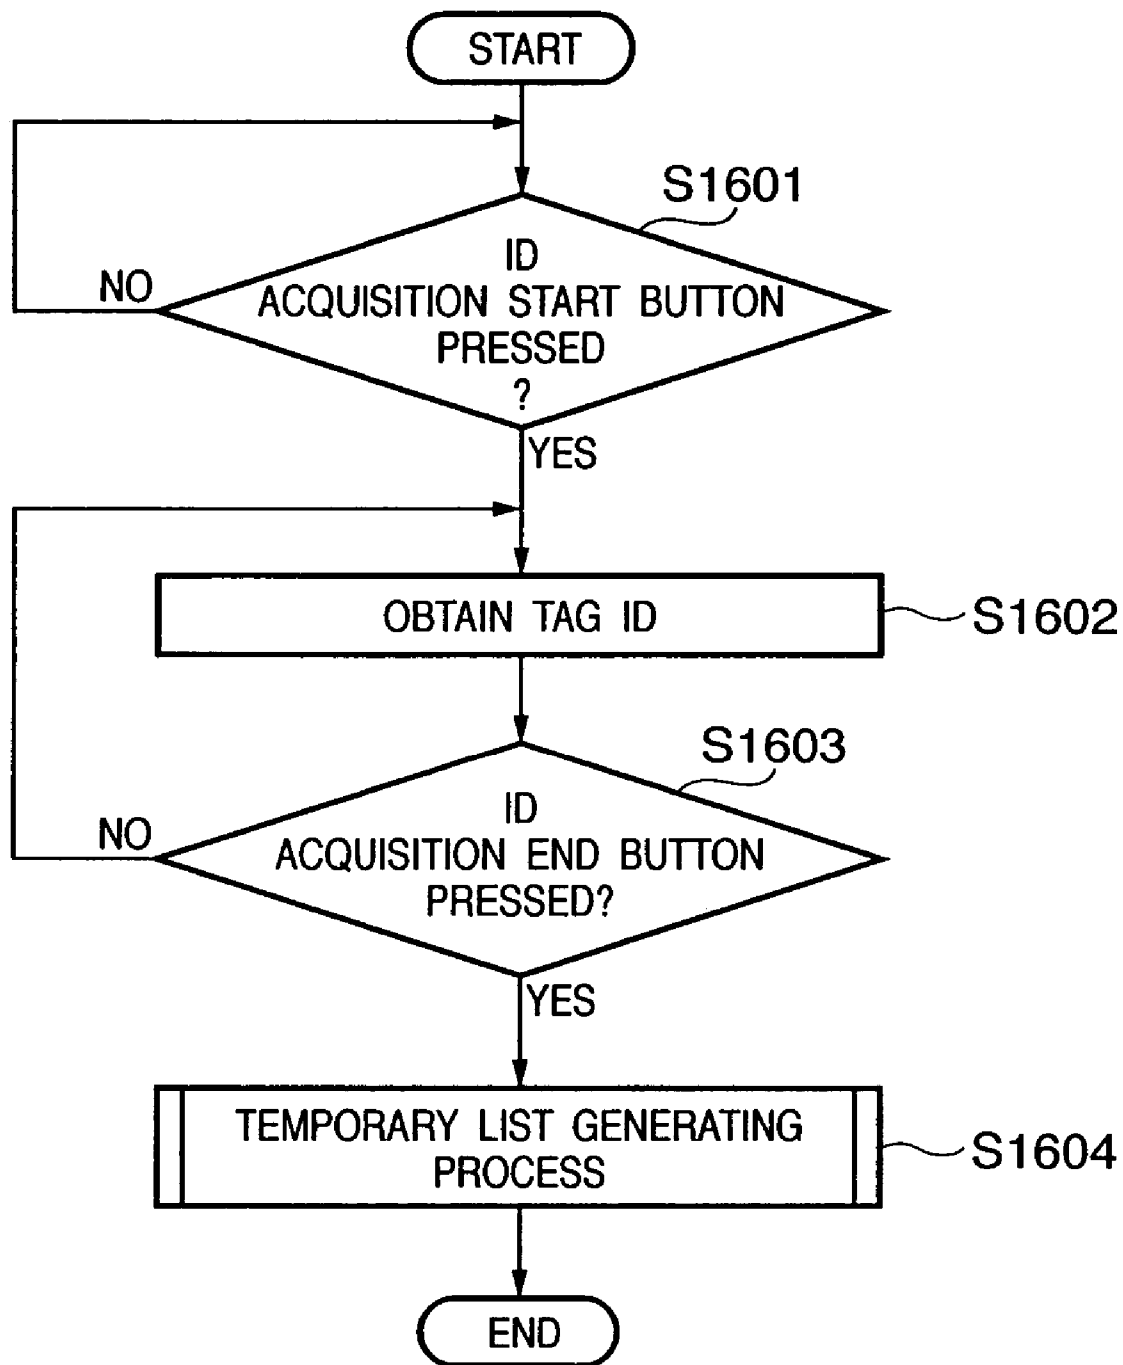 START
S1601
ID
ACQUISITION START BUTTON
PRESSED
?
NO
YES
OBTAIN TAG ID
S1602
S1603
ID
ACQUISITION END BUTTON
PRESSED?
NO
YES
TEMPORARY LIST GENERATING
PROCESS
S1604
END